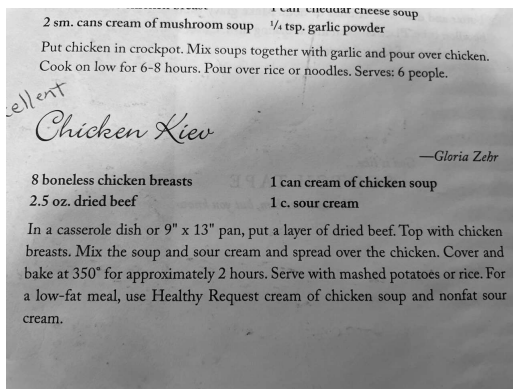 1 can cheddar cheese soup
2 sm. cans cream of mushroom soup ¼ tsp. garlic powder
Put chicken in crockpot. Mix soups together with garlic and pour over chicken.
Cook on low for 6-8 hours. Pour over rice or noodles. Serves: 6 people.
cellent
Chicken Kiev
—Gloria Zehr
8 boneless chicken breasts 1 can cream of chicken soup
2.5 oz. dried beef 1 c. sour cream
In a casserole dish or 9" x 13" pan, put a layer of dried beef. Top with chicken
breasts. Mix the soup and sour cream and spread over the chicken. Cover and
bake at 350° for approximately 2 hours. Serve with mashed potatoes or rice. For
a low-fat meal, use Healthy Request cream of chicken soup and nonfat sour
cream.